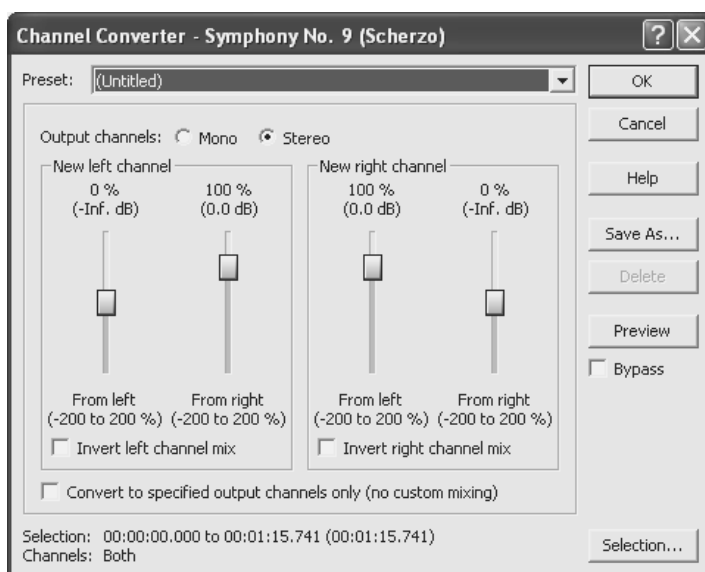 Channel Converter - Symphony No. 9 (Scherzo)
Preset: (Untitled)
OK
Output channels: Mono Stereo
Cancel
New left channel
0 % 100 %
(-Inf. dB) (0.0 dB)
From left From right
(-200 to 200 %) (-200 to 200 %)
Invert left channel mix
New right channel
100 % 0 %
(0.0 dB) (-Inf. dB)
From left From right
(-200 to 200 %) (-200 to 200 %)
Invert right channel mix
Convert to specified output channels only (no custom mixing)
Help
Save As...
Delete
Preview
Bypass
Selection: 00:00:00.000 to 00:01:15.741 (00:01:15.741)
Channels: Both
Selection...